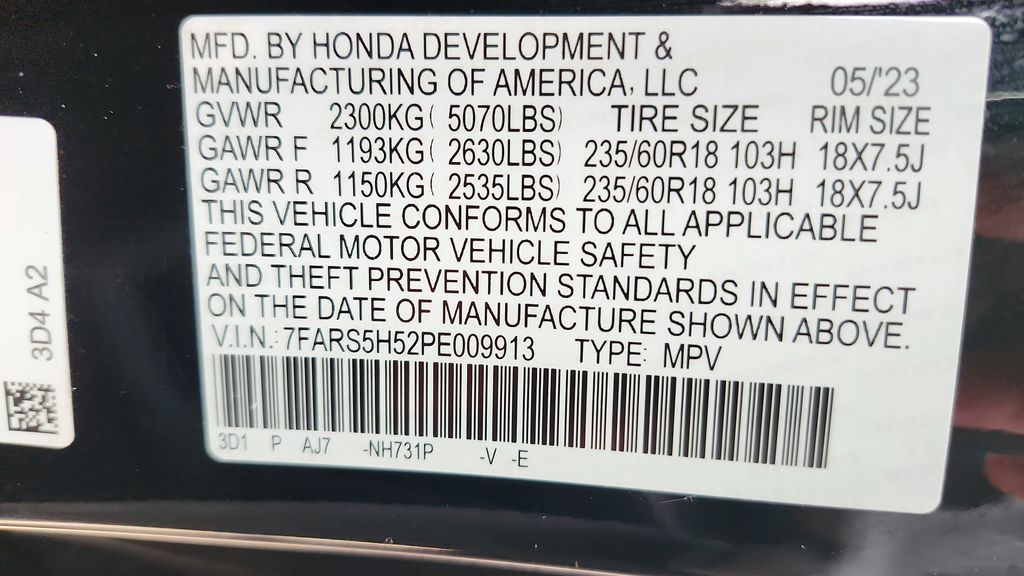 MFD. BY HONDA DEVELOPMENT &
MANUFACTURING OF AMERICA, LLC 05/'23
GVWR 2300KG( 5070LBS) TIRE SIZE RIM SIZE
GAWR F 1193KG( 2630LBS) 235/60R18 103H 18X7.5J
GAWR R 1150KG( 2535LBS) 235/60R18 103H 18X7.5J
THIS VEHICLE CONFORMS TO ALL APPLICABLE
FEDERAL MOTOR VEHICLE SAFETY
AND THEFT PREVENTION STANDARDS IN EFFECT
ON THE DATE OF MANUFACTURE SHOWN ABOVE.
V.I.N.: 7FARS5H52PE009913 TYPE: MPV
3D1 P AJ7 -NH731P -V -E
3D4 A2